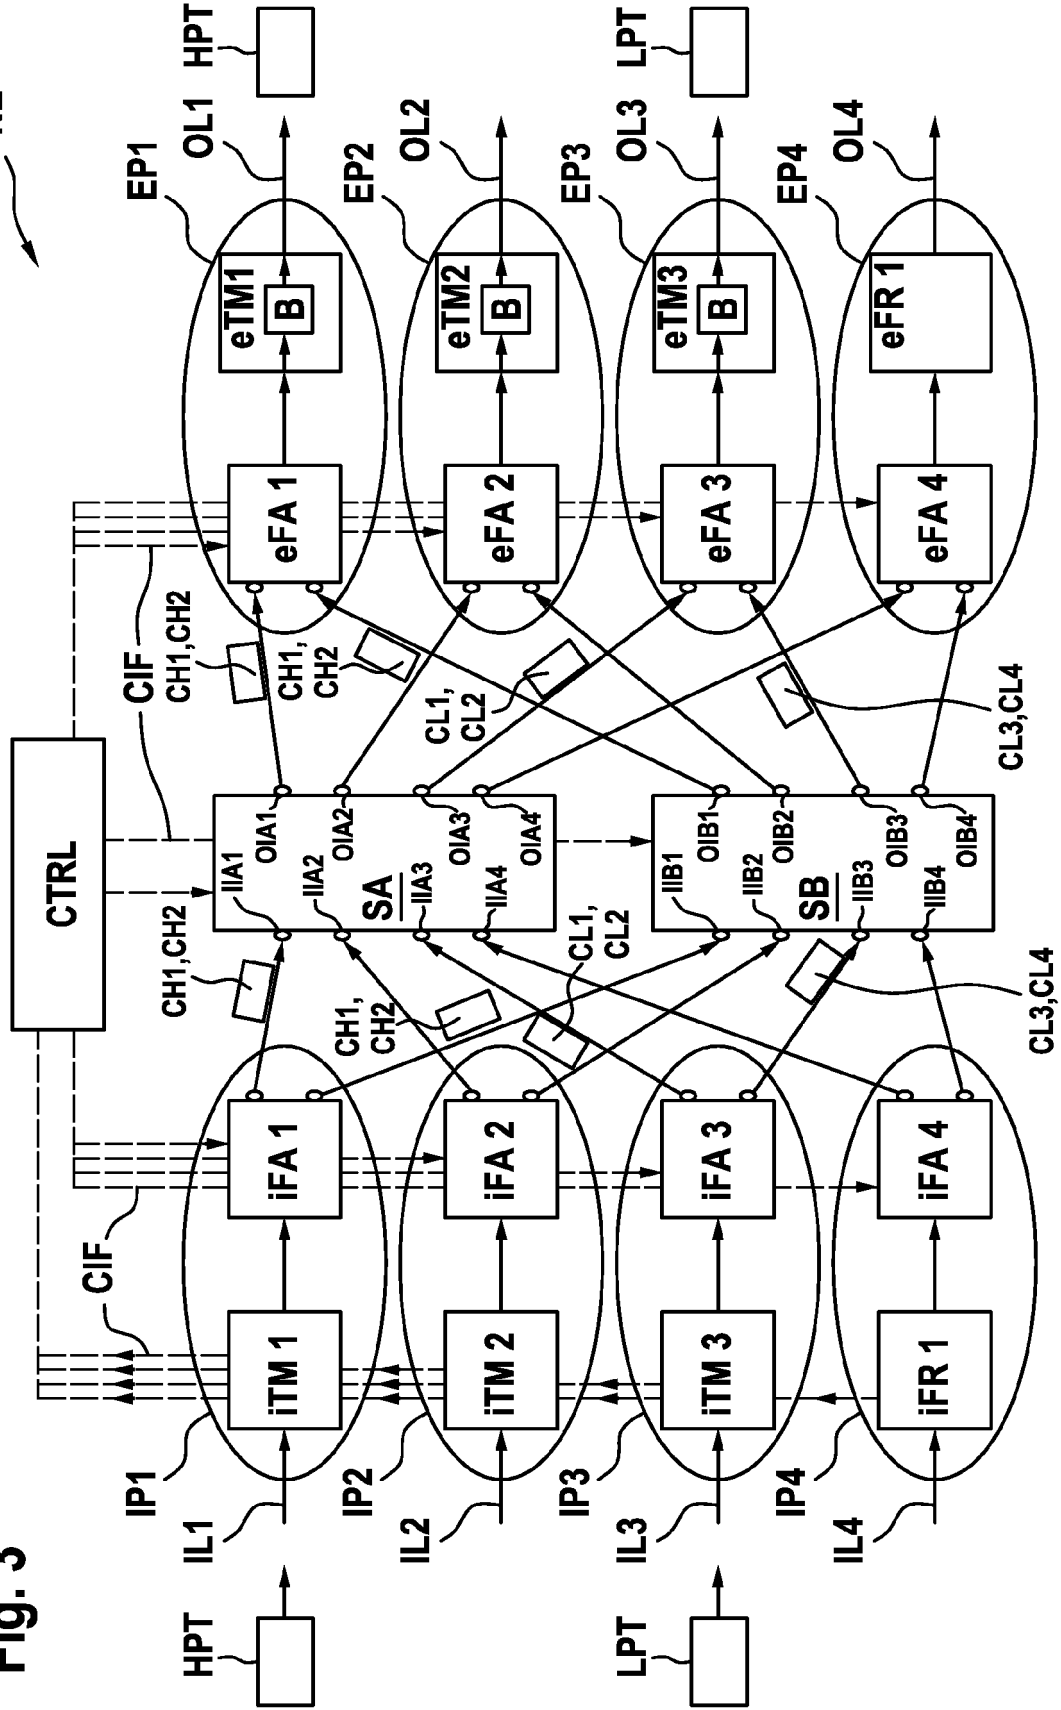 Fig. 3
CTRL
CIF
CIF
HPT
IL1
IP1
iTM 1
iFA 1
CH1,CH2
IIA1
OIA1
CH1,CH2
eFA 1
eTM1
B
EP1
OL1
HPT
IL2
IP2
iTM 2
iFA 2
CH1,
CH2
IIA2
OIA2
SA
IIA3
OIA3
IIA4
OIA4
CH1,
CH2
eFA 2
eTM2
B
EP2
OL2
LPT
IL3
IP3
iTM 3
iFA 3
CL1,
CL2
IIB1
OIB1
CL1,
CL2
eFA 3
eTM3
B
EP3
OL3
LPT
IL4
IP4
iFR 1
iFA 4
CL3,CL4
IIB2
OIB2
SB
IIB3
OIB3
IIB4
OIB4
CL3,CL4
eFA 4
eFR 1
EP4
OL4